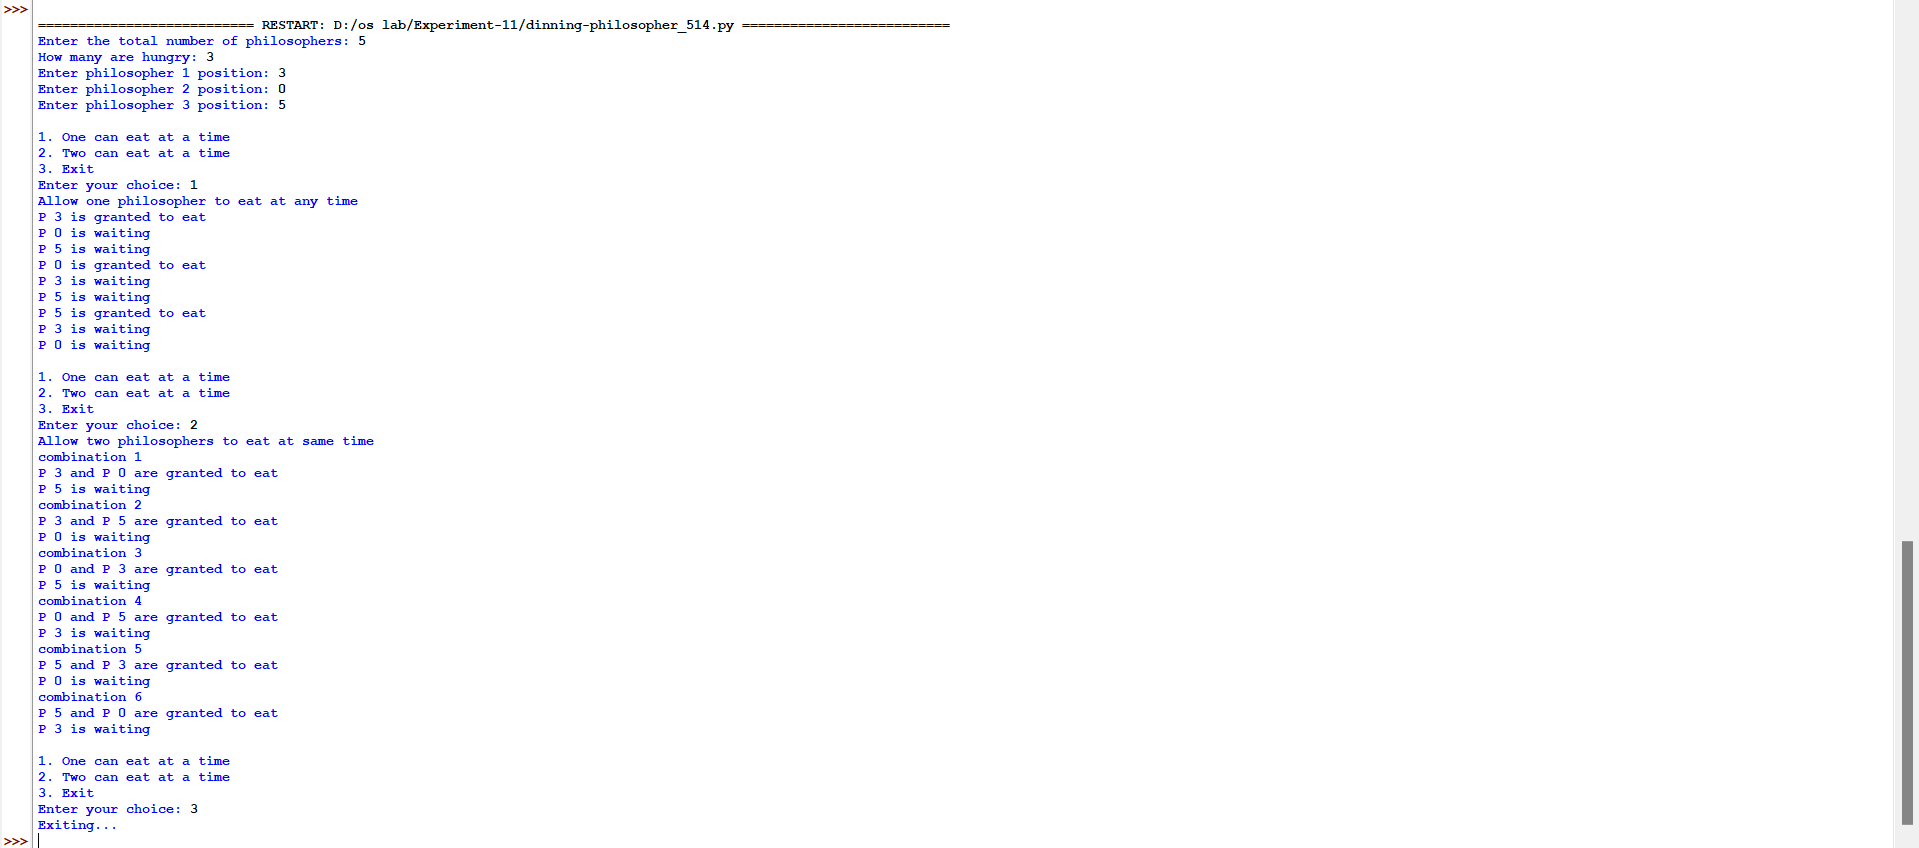 >>>
=========================== RESTART: D:/os lab/Experiment-11/dinning-philosopher_514.py ==========================
Enter the total number of philosophers: 5
How many are hungry: 3
Enter philosopher 1 position: 3
Enter philosopher 2 position: 0
Enter philosopher 3 position: 5

1. One can eat at a time
2. Two can eat at a time
3. Exit
Enter your choice: 1
Allow one philosopher to eat at any time
P 3 is granted to eat
P 0 is waiting
P 5 is waiting
P 0 is granted to eat
P 3 is waiting
P 5 is waiting
P 5 is granted to eat
P 3 is waiting
P 0 is waiting

1. One can eat at a time
2. Two can eat at a time
3. Exit
Enter your choice: 2
Allow two philosophers to eat at same time
combination 1
P 3 and P 0 are granted to eat
P 5 is waiting
combination 2
P 3 and P 5 are granted to eat
P 0 is waiting
combination 3
P 0 and P 3 are granted to eat
P 5 is waiting
combination 4
P 0 and P 5 are granted to eat
P 3 is waiting
combination 5
P 5 and P 3 are granted to eat
P 0 is waiting
combination 6
P 5 and P 0 are granted to eat
P 3 is waiting

1. One can eat at a time
2. Two can eat at a time
3. Exit
Enter your choice: 3
Exiting...
>>>